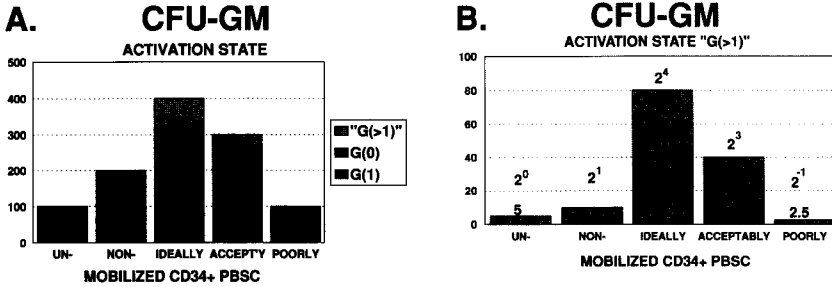 A.
CFU-GM
ACTIVATION STATE
500
400
300
200
100
0
UN- NON- IDEALLY ACCEPT'Y POORLY
MOBILIZED CD34+ PBSC
"G(>1)"
G(0)
G(1)
B.
CFU-GM
ACTIVATION STATE "G(>1)"
100
80
60
40
20
0
2^0
5
2^1
2^4
2^3
2^-1
2.5
UN- NON- IDEALLY ACCEPTABLY POORLY
MOBILIZED CD34+ PBSC